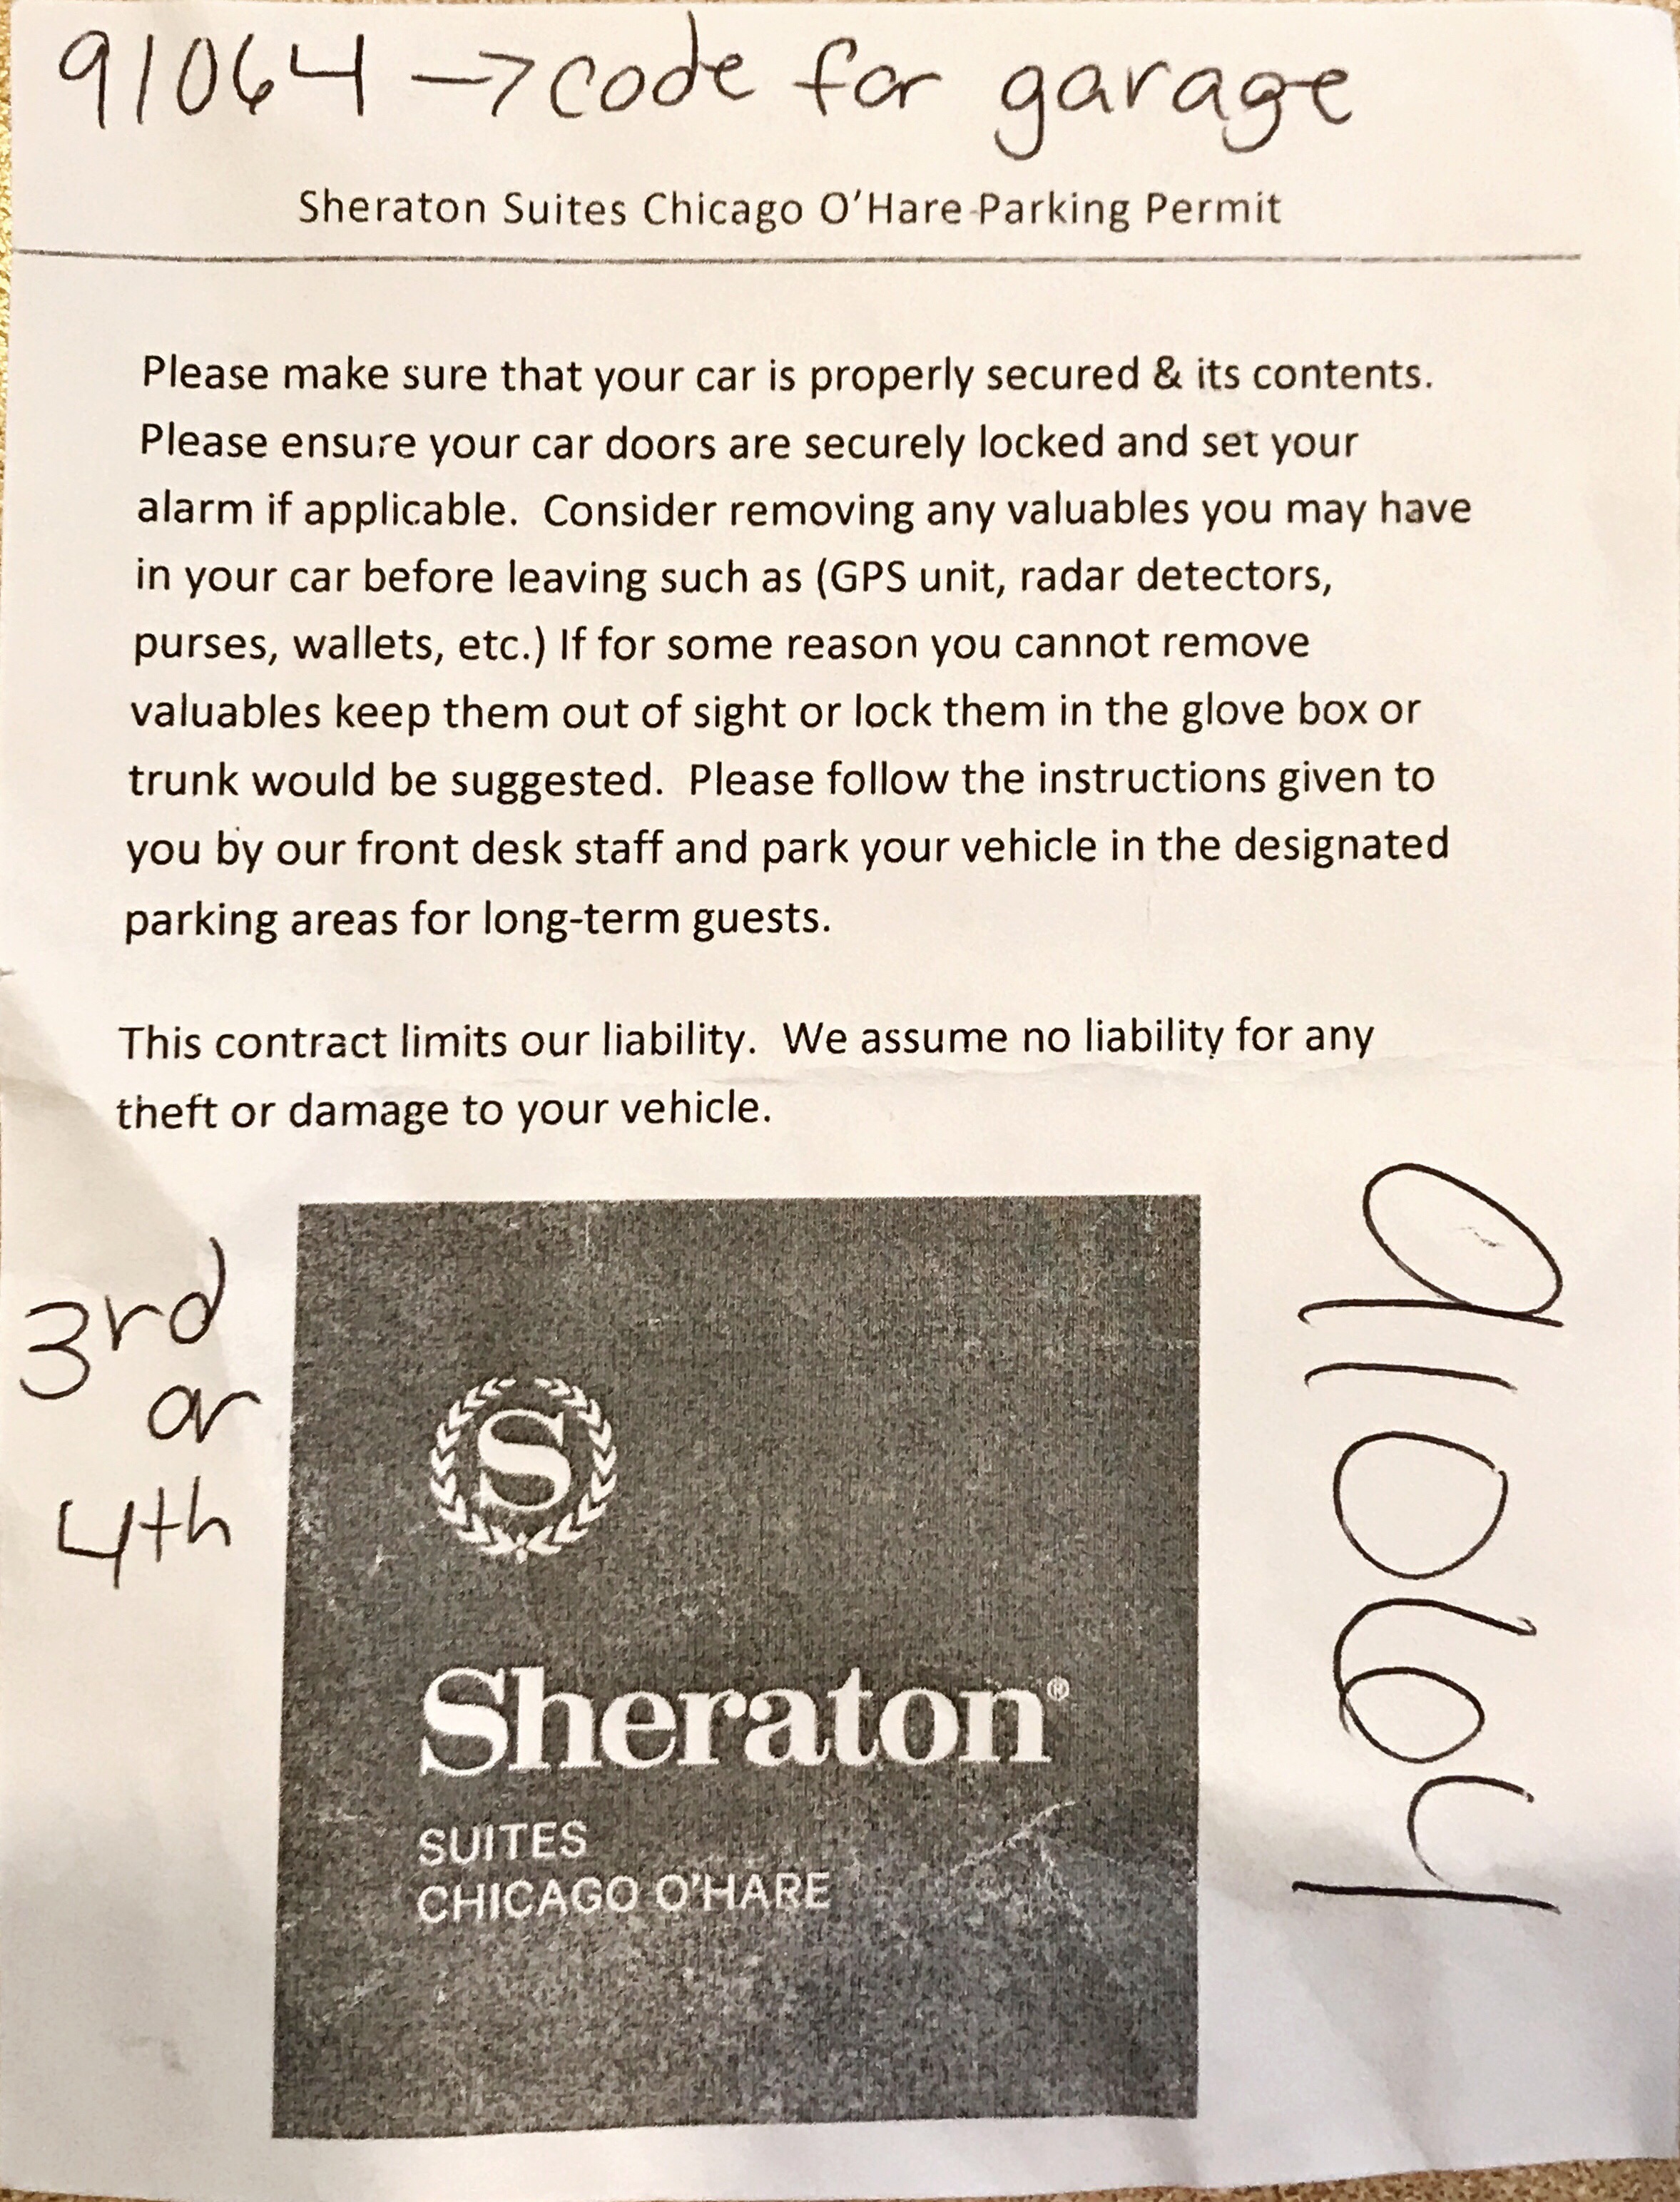 91064 → code for garage
Sheraton Suites Chicago O'Hare Parking Permit
Please make sure that your car is properly secured & its contents.
Please ensure your car doors are securely locked and set your
alarm if applicable.  Consider removing any valuables you may have
in your car before leaving such as (GPS unit, radar detectors,
purses, wallets, etc.) If for some reason you cannot remove
valuables keep them out of sight or lock them in the glove box or
trunk would be suggested.  Please follow the instructions given to
you by our front desk staff and park your vehicle in the designated
parking areas for long-term guests.
This contract limits our liability.  We assume no liability for any
theft or damage to your vehicle.
3rd
or
4th
S
Sheraton®
SUITES
CHICAGO O'HARE
91064